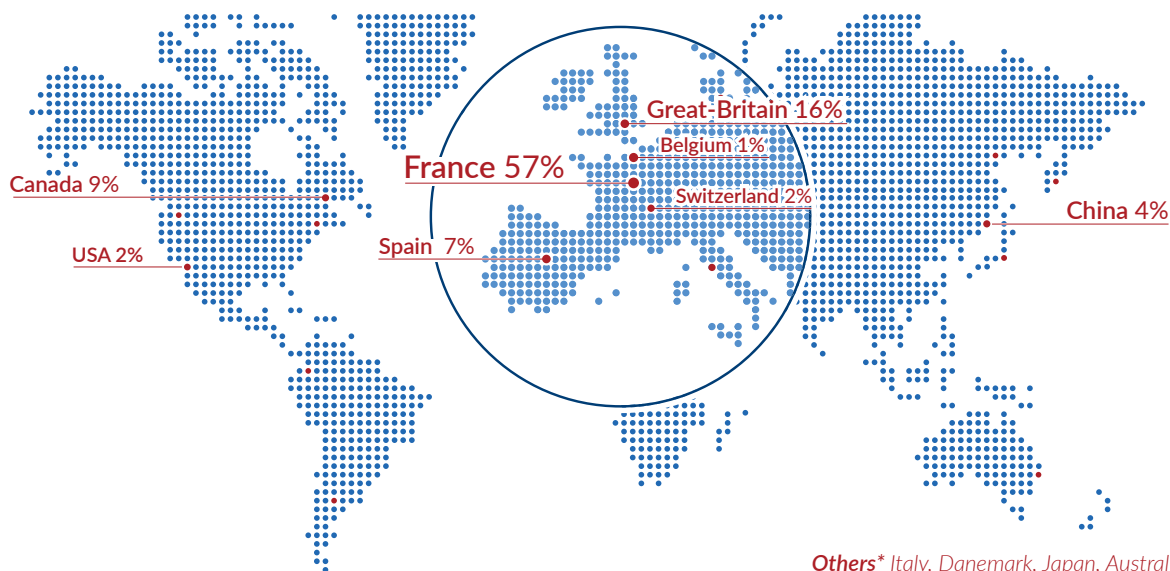 Great-Britain 16%
Belgium 1%
France 57%
Canada 9%
Switzerland 2%
China 4%
Spain 7%
USA 2%
Others* Italy, Danemark, Japan, Austral